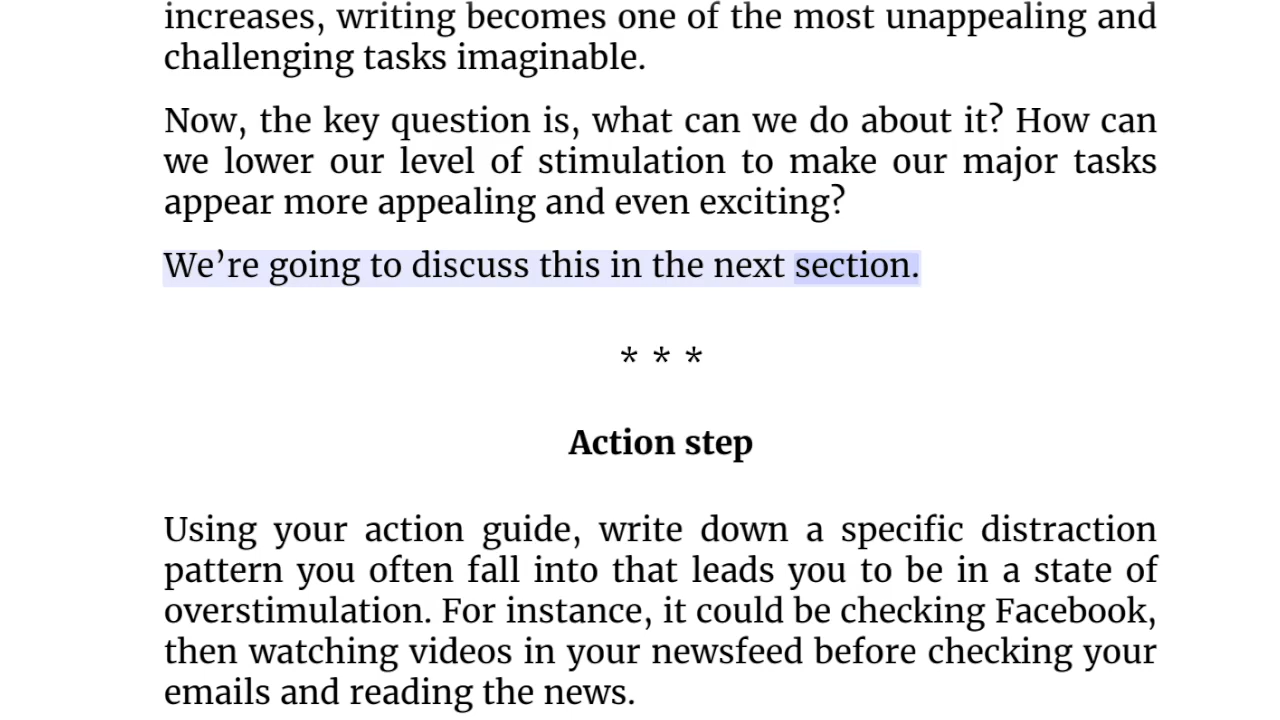 increases, writing becomes one of the most unappealing and
challenging tasks imaginable.
Now, the key question is, what can we do about it? How can
we lower our level of stimulation to make our major tasks
appear more appealing and even exciting?
We’re going to discuss this in the next section.
* * *
Action step
Using your action guide, write down a specific distraction
pattern you often fall into that leads you to be in a state of
overstimulation. For instance, it could be checking Facebook,
then watching videos in your newsfeed before checking your
emails and reading the news.